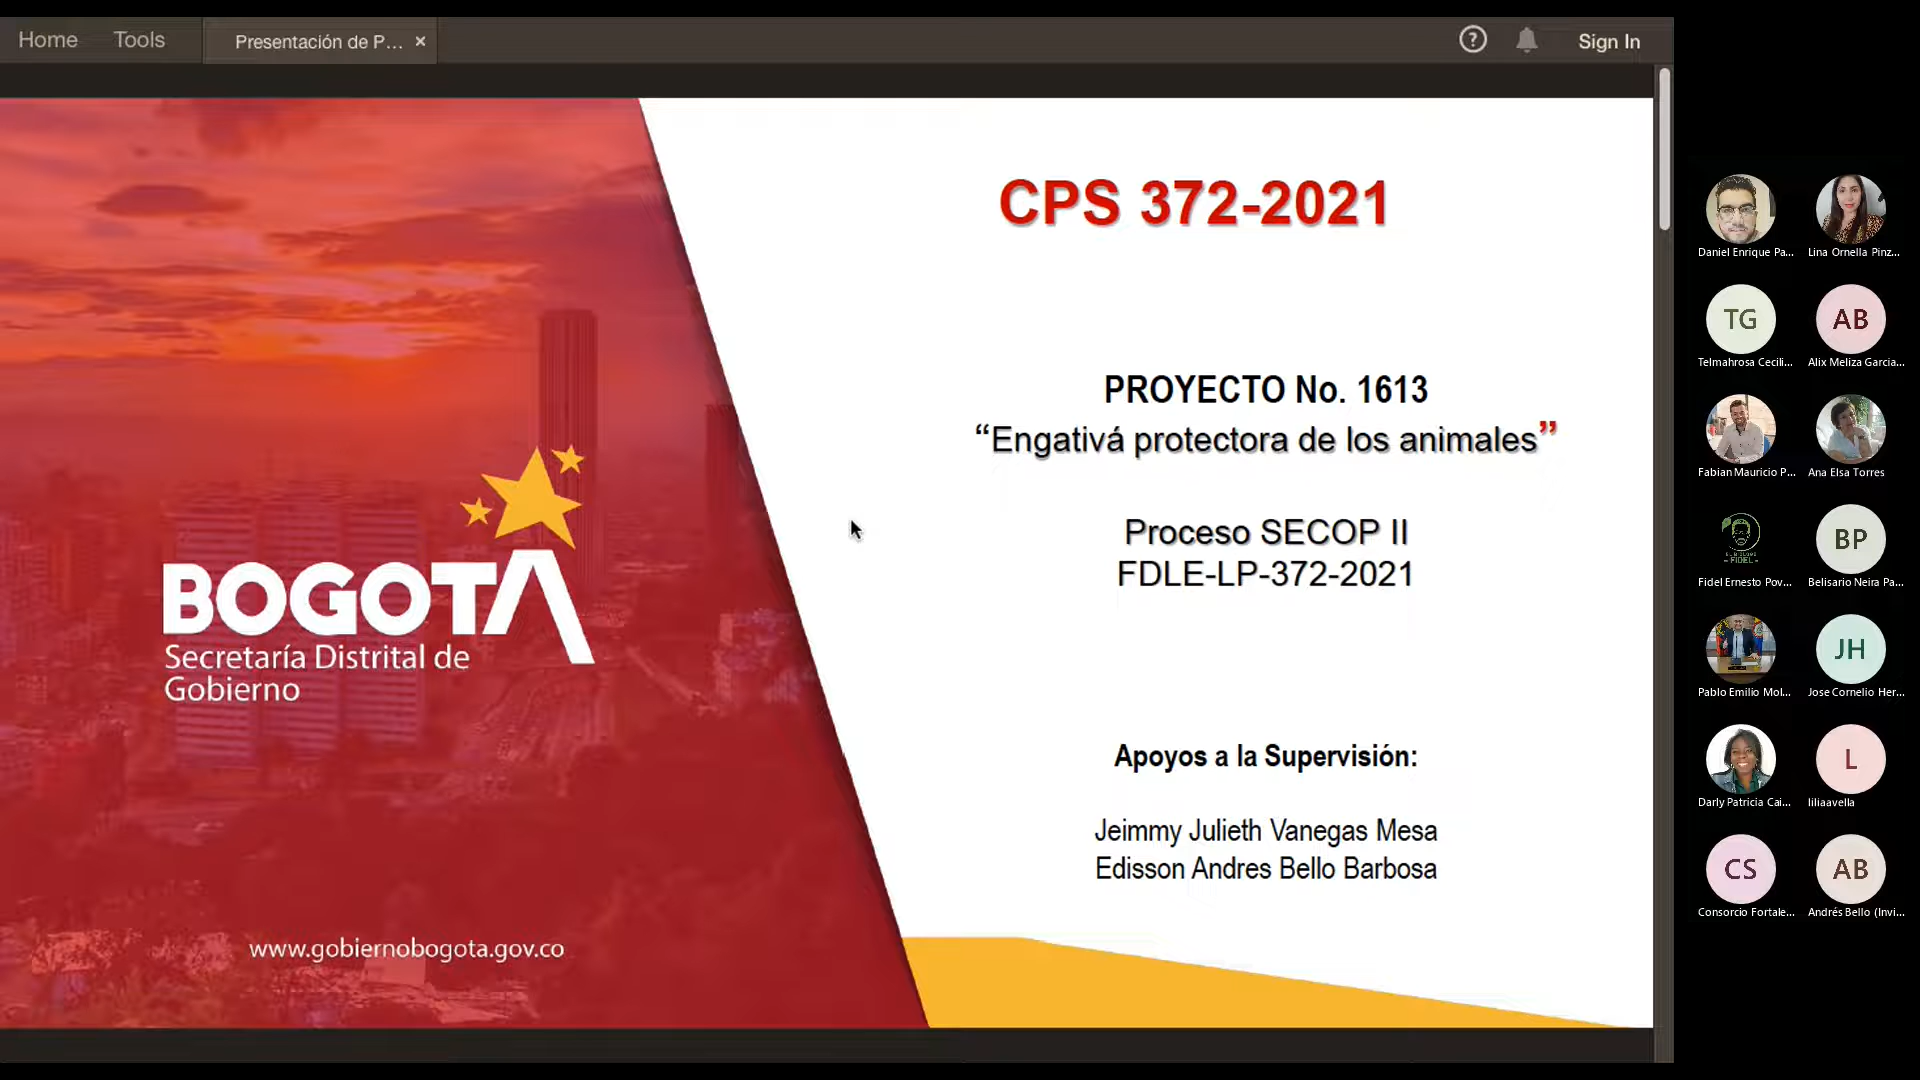 Home
Tools
Presentación de P...
Sign In
CPS 372-2021
PROYECTO No. 1613
“Engativá protectora de los animales”
Proceso SECOP II
FDLE-LP-372-2021
Apoyos a la Supervisión:
Jeimmy Julieth Vanegas Mesa
Edisson Andres Bello Barbosa
BOGOTA
Secretaría Distrital de
Gobierno
www.gobiernobogota.gov.co
Daniel Enrique Pa...
Lina Ornella Pinz...
TG
Telmahrosa Cecili...
AB
Alix Meliza Garcia...
Fabian Mauricio P...
Ana Elsa Torres
FIDEL
Fidel Ernesto Pov...
BP
Belisario Neira Pa...
Pablo Emilio Mol...
JH
Jose Cornelio Her...
Darly Patricia Cai...
L
liliaavella
CS
Consorcio Fortale...
AB
Andrés Bello (Invi...